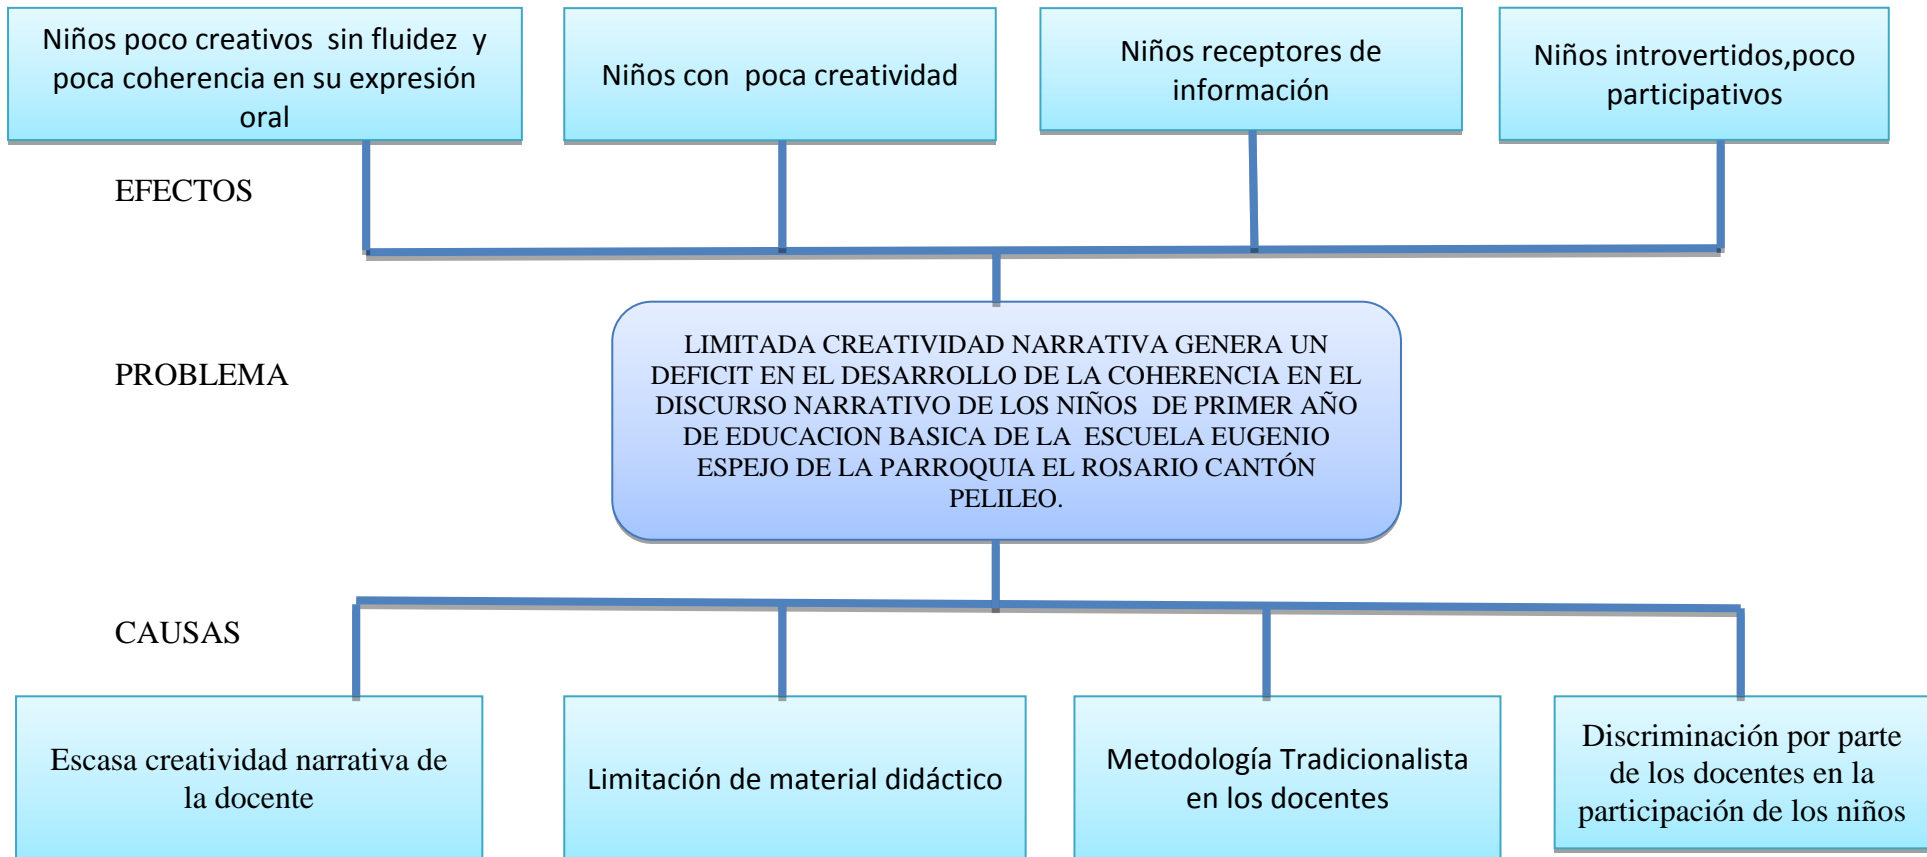 Niños poco creativos  sin fluidez  y
poca coherencia en su expresión
oral
Niños con  poca creatividad
Niños receptores de
información
Niños introvertidos,poco
participativos
EFECTOS
PROBLEMA
LIMITADA CREATIVIDAD NARRATIVA GENERA UN
DEFICIT EN EL DESARROLLO DE LA COHERENCIA EN EL
DISCURSO NARRATIVO DE LOS NIÑOS  DE PRIMER AÑO
DE EDUCACION BASICA DE LA  ESCUELA EUGENIO
ESPEJO DE LA PARROQUIA EL ROSARIO CANTÓN
PELILEO.
CAUSAS
Escasa creatividad narrativa de
la docente
Limitación de material didáctico
Metodología Tradicionalista
en los docentes
Discriminación por parte
de los docentes en la
participación de los niños